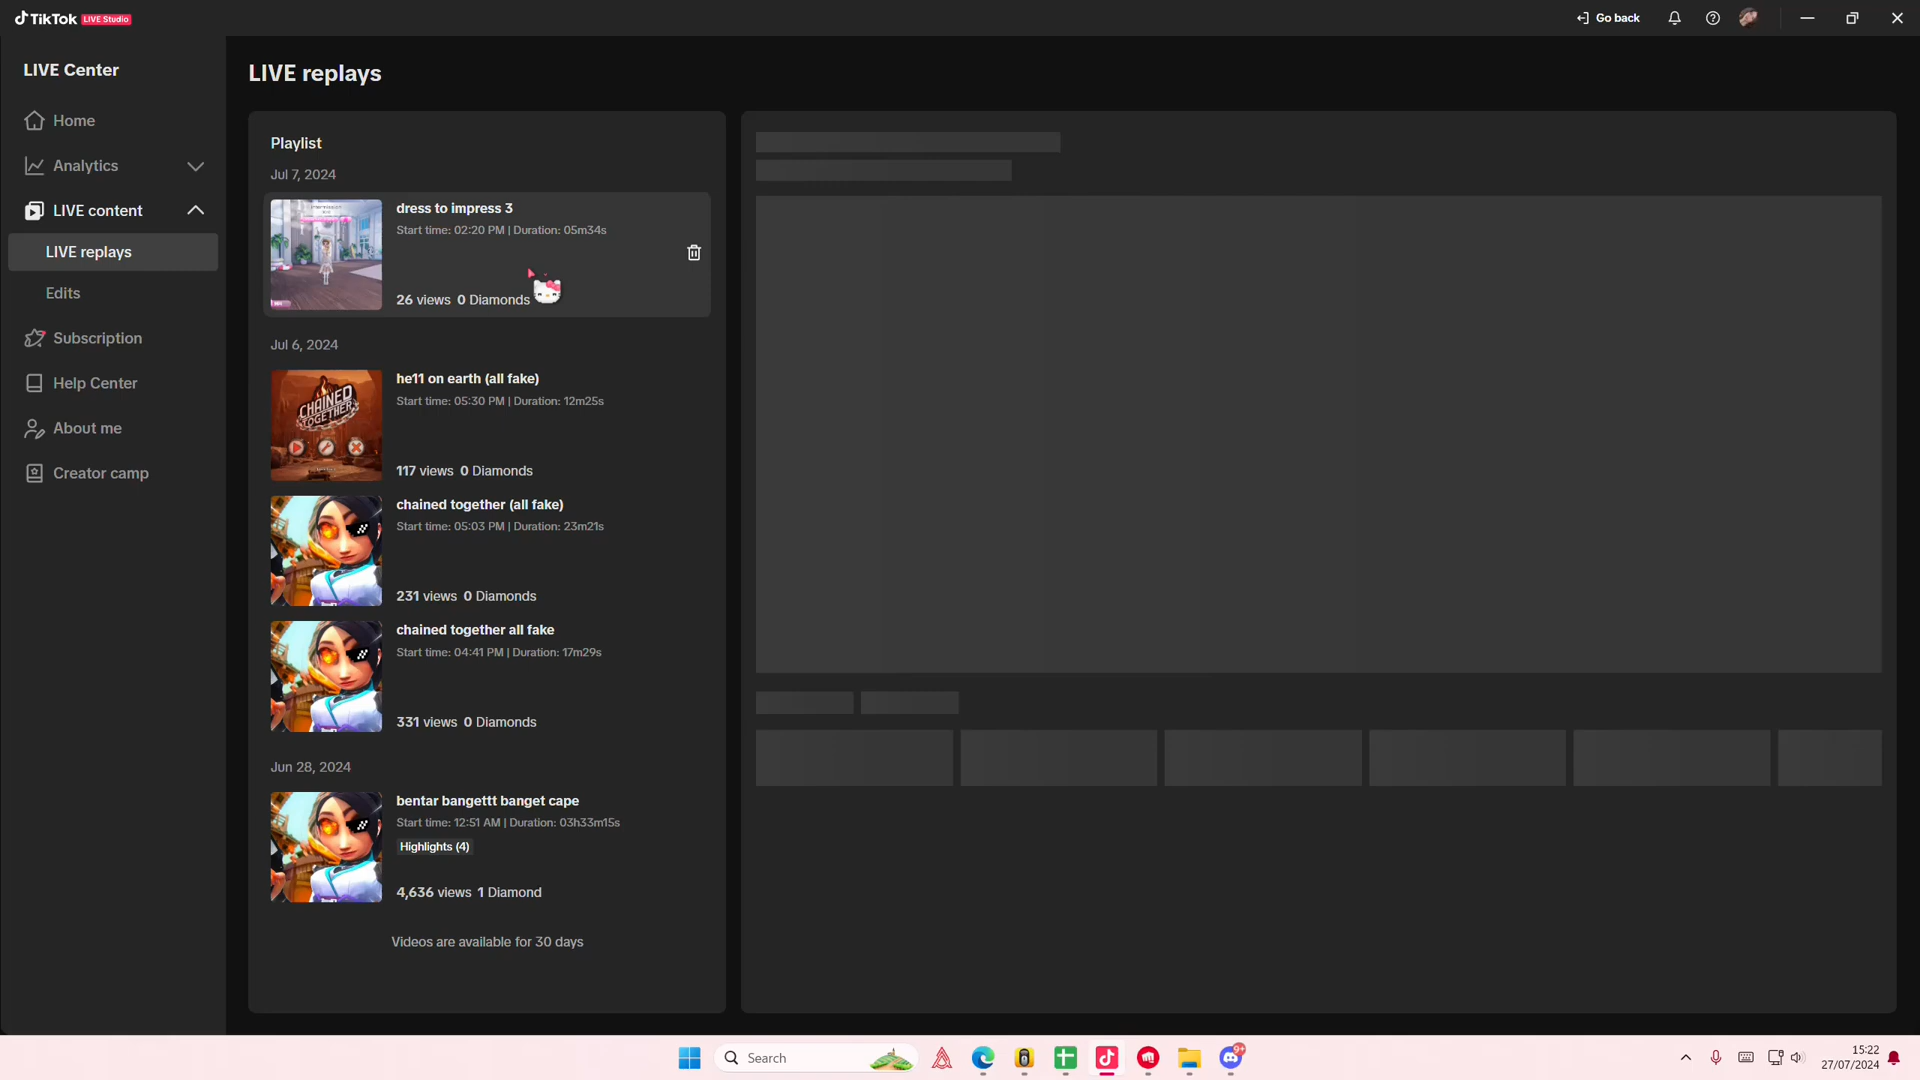 TikTok LIVE Studio
Go back
LIVE Center
Home
Analytics
LIVE content
LIVE replays
Edits
Subscription
Help Center
About me
Creator camp
LIVE replays
Playlist
Jul 7, 2024
dress to impress 3
Start time: 02:20 PM | Duration: 05m34s
26 views 0 Diamonds
Jul 6, 2024
CHAINED
TOGETHER
he11 on earth (all fake)
Start time: 05:30 PM | Duration: 12m25s
117 views 0 Diamonds
chained together (all fake)
Start time: 05:03 PM | Duration: 23m21s
231 views 0 Diamonds
chained together all fake
Start time: 04:41 PM | Duration: 17m29s
331 views 0 Diamonds
Jun 28, 2024
bentar bangettt banget cape
Start time: 12:51 AM | Duration: 03h33m15s
Highlights (4)
4,636 views 1 Diamond
Videos are available for 30 days
Search
9+
15:22
27/07/2024